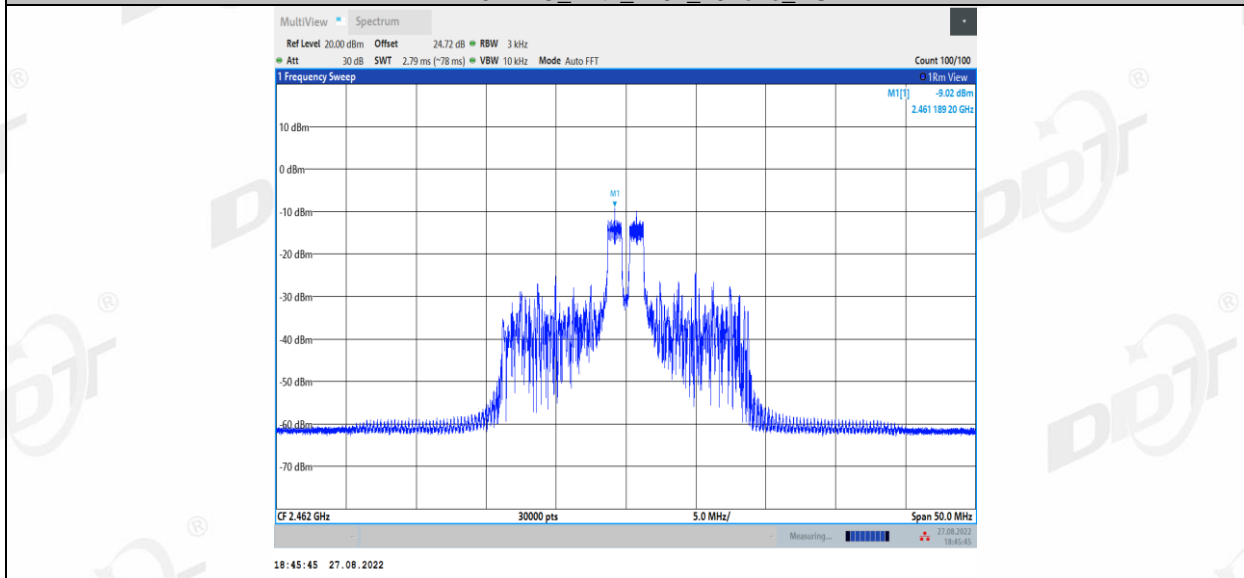 MultiView Spectrum
Ref Level 20.00 dBm Offset 24.72 dB RBW 3 kHz
Att 30 dB SWT 2.79 ms (~78 ms) VBW 10 kHz Mode Auto FFT Count 100/100
1 Frequency Sweep 1Rm View
M1[1] -9.02 dBm
2.461 189 20 GHz
10 dBm
0 dBm
M1
-10 dBm
-20 dBm
-30 dBm
-40 dBm
-50 dBm
-60 dBm
-70 dBm
CF 2.462 GHz 30000 pts 5.0 MHz/ Span 50.0 MHz
Measuring... 27.08.2022
18:45:45
18:45:45 27.08.2022
DDT
®